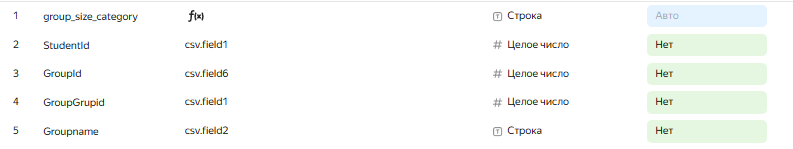 1 group_size_category ƒ(x) Строка Авто
2 StudentId csv.field1 Целое число Нет
3 GroupId csv.field6 Целое число Нет
4 GroupGrupid csv.field1 Целое число Нет
5 Groupname csv.field2 Строка Нет